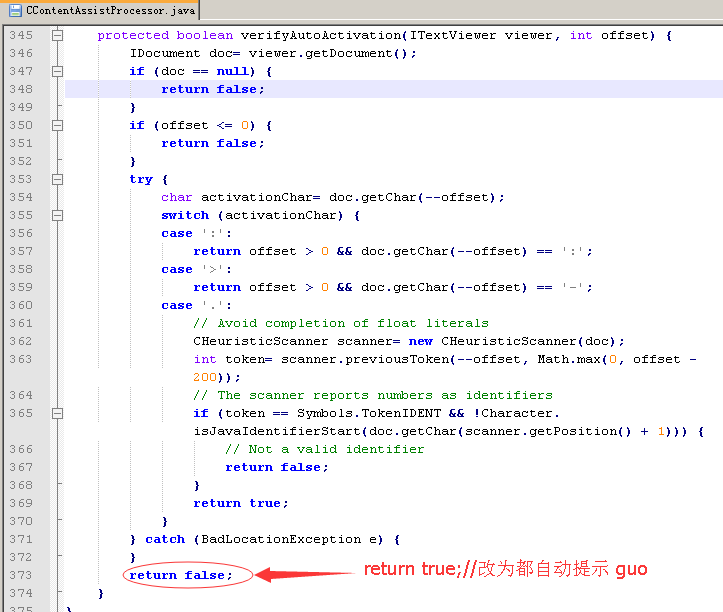 CContentAssistProcessor.java
345 protected boolean verifyAutoActivation(ITextViewer viewer, int offset) {
346 IDocument doc= viewer.getDocument();
347 if (doc == null) {
348 return false;
349 }
350 if (offset <= 0) {
351 return false;
352 }
353 try {
354 char activationChar= doc.getChar(--offset);
355 switch (activationChar) {
356 case ':':
357 return offset > 0 && doc.getChar(--offset) == ':';
358 case '>':
359 return offset > 0 && doc.getChar(--offset) == '-';
360 case '.':
361 // Avoid completion of float literals
362 CHeuristicScanner scanner= new CHeuristicScanner(doc);
363 int token= scanner.previousToken(--offset, Math.max(0, offset -
200));
364 // The scanner reports numbers as identifiers
365 if (token == Symbols.TokenIDENT && !Character.
isJavaIdentifierStart(doc.getChar(scanner.getPosition() + 1))) {
366 // Not a valid identifier
367 return false;
368 }
369 return true;
370 }
371 } catch (BadLocationException e) {
372 }
373 return false; return true;//改为都自动提示 guo
374 }
375 }